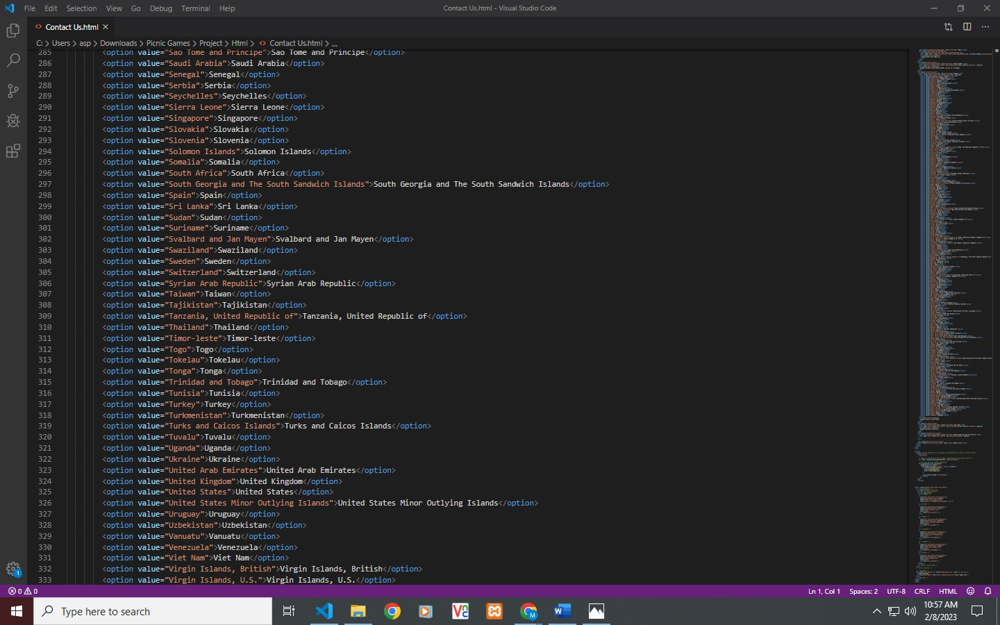 File Edit Selection View Go Debug Terminal Help Contact Us.html - Visual Studio Code
Contact Us.html
C: > Users > asp > Downloads > Picnic Games > Project > Html > Contact Us.html > ...
285 <option value="Sao Tome and Principe">Sao Tome and Principe</option>
286 <option value="Saudi Arabia">Saudi Arabia</option>
287 <option value="Senegal">Senegal</option>
288 <option value="Serbia">Serbia</option>
289 <option value="Seychelles">Seychelles</option>
290 <option value="Sierra Leone">Sierra Leone</option>
291 <option value="Singapore">Singapore</option>
292 <option value="Slovakia">Slovakia</option>
293 <option value="Slovenia">Slovenia</option>
294 <option value="Solomon Islands">Solomon Islands</option>
295 <option value="Somalia">Somalia</option>
296 <option value="South Africa">South Africa</option>
297 <option value="South Georgia and The South Sandwich Islands">South Georgia and The South Sandwich Islands</option>
298 <option value="Spain">Spain</option>
299 <option value="Sri Lanka">Sri Lanka</option>
300 <option value="Sudan">Sudan</option>
301 <option value="Suriname">Suriname</option>
302 <option value="Svalbard and Jan Mayen">Svalbard and Jan Mayen</option>
303 <option value="Swaziland">Swaziland</option>
304 <option value="Sweden">Sweden</option>
305 <option value="Switzerland">Switzerland</option>
306 <option value="Syrian Arab Republic">Syrian Arab Republic</option>
307 <option value="Taiwan">Taiwan</option>
308 <option value="Tajikistan">Tajikistan</option>
309 <option value="Tanzania, United Republic of">Tanzania, United Republic of</option>
310 <option value="Thailand">Thailand</option>
311 <option value="Timor-leste">Timor-leste</option>
312 <option value="Togo">Togo</option>
313 <option value="Tokelau">Tokelau</option>
314 <option value="Tonga">Tonga</option>
315 <option value="Trinidad and Tobago">Trinidad and Tobago</option>
316 <option value="Tunisia">Tunisia</option>
317 <option value="Turkey">Turkey</option>
318 <option value="Turkmenistan">Turkmenistan</option>
319 <option value="Turks and Caicos Islands">Turks and Caicos Islands</option>
320 <option value="Tuvalu">Tuvalu</option>
321 <option value="Uganda">Uganda</option>
322 <option value="Ukraine">Ukraine</option>
323 <option value="United Arab Emirates">United Arab Emirates</option>
324 <option value="United Kingdom">United Kingdom</option>
325 <option value="United States">United States</option>
326 <option value="United States Minor Outlying Islands">United States Minor Outlying Islands</option>
327 <option value="Uruguay">Uruguay</option>
328 <option value="Uzbekistan">Uzbekistan</option>
329 <option value="Vanuatu">Vanuatu</option>
330 <option value="Venezuela">Venezuela</option>
331 <option value="Viet Nam">Viet Nam</option>
332 <option value="Virgin Islands, British">Virgin Islands, British</option>
333 <option value="Virgin Islands, U.S.">Virgin Islands, U.S.</option>
1
0 0 Ln 1, Col 1 Spaces: 2 UTF-8 CRLF HTML
Type here to search
10:57 AM
2/8/2023